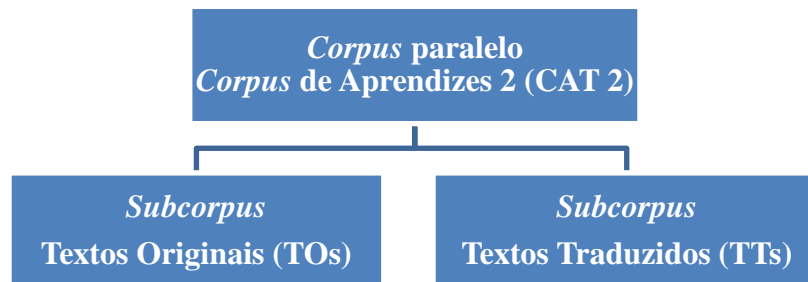 Corpus paralelo
Corpus de Aprendizes 2 (CAT 2)
Subcorpus
Textos Originais (TOs)
Subcorpus
Textos Traduzidos (TTs)